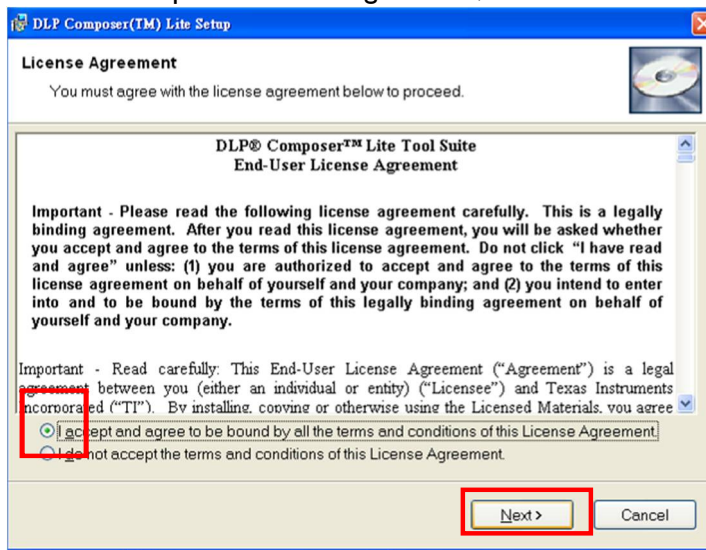 DLP Composer(TM) Lite Setup
License Agreement
You must agree with the license agreement below to proceed.
DLP® Composer™ Lite Tool Suite
End-User License Agreement
Important - Please read the following license agreement carefully. This is a legally
binding agreement. After you read this license agreement, you will be asked whether
you accept and agree to the terms of this license agreement. Do not click “I have read
and agree” unless: (1) you are authorized to accept and agree to the terms of this
license agreement on behalf of yourself and your company; and (2) you intend to enter
into and to be bound by the terms of this legally binding agreement on behalf of
yourself and your company.
Important - Read carefully: This End-User License Agreement (“Agreement”) is a legal
agreement between you (either an individual or entity) (“Licensee”) and Texas Instruments
Incorporated (“TI”). By installing, copying or otherwise using the Licensed Materials, you agree
I accept and agree to be bound by all the terms and conditions of this License Agreement.
I do not accept the terms and conditions of this License Agreement.
Next >
Cancel